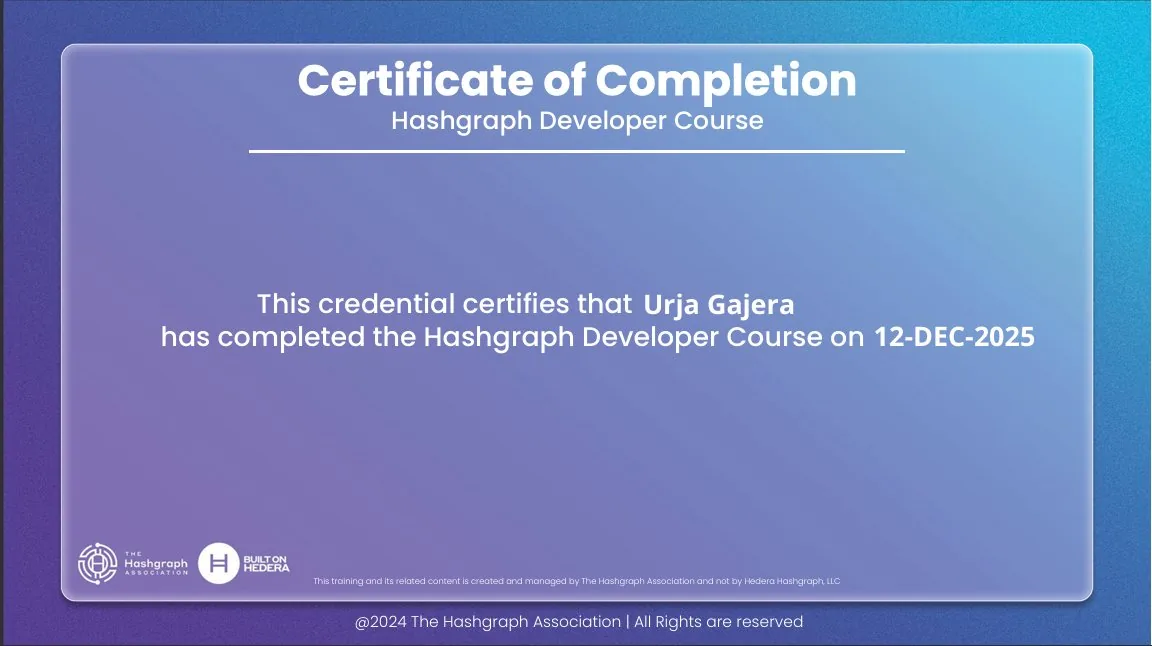 Certificate of Completion
Hashgraph Developer Course
This credential certifies that Urja Gajera
has completed the Hashgraph Developer Course on 12-DEC-2025
THE
Hashgraph
ASSOCIATION
H
BUILT ON
HEDERA
This training and its related content is created and managed by The Hashgraph Association and not by Hedera Hashgraph, LLC
@2024 The Hashgraph Association | All Rights are reserved